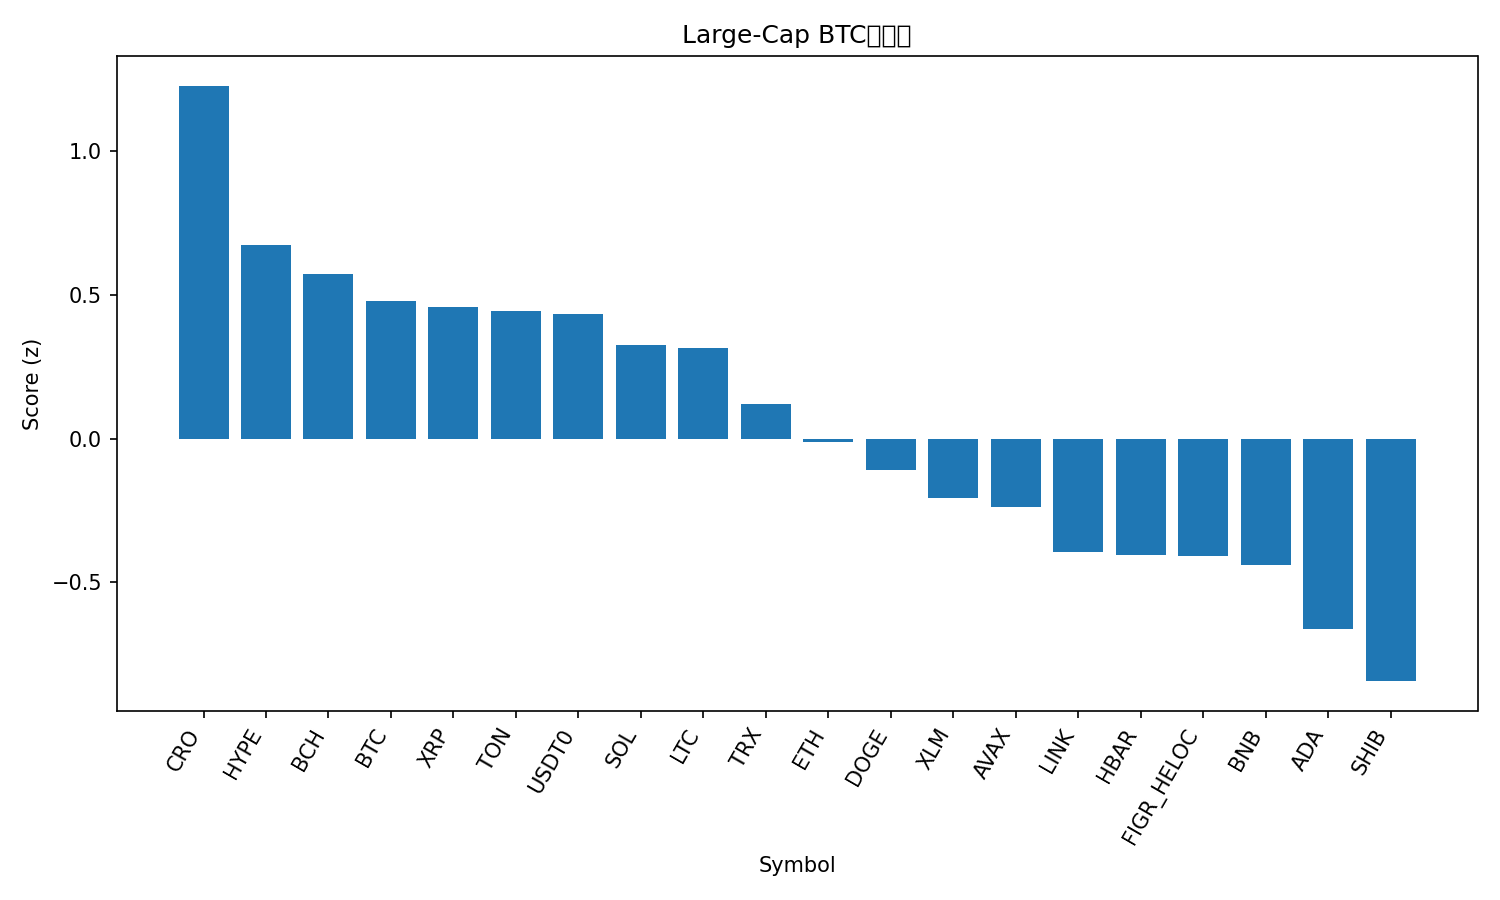 Large-Cap BTC
1.0
0.5
0.0
−0.5
Score (z)
CRO
HYPE
BCH
BTC
XRP
TON
USDT0
SOL
LTC
TRX
ETH
DOGE
XLM
AVAX
LINK
HBAR
FIGR_HELOC
BNB
ADA
SHIB
Symbol